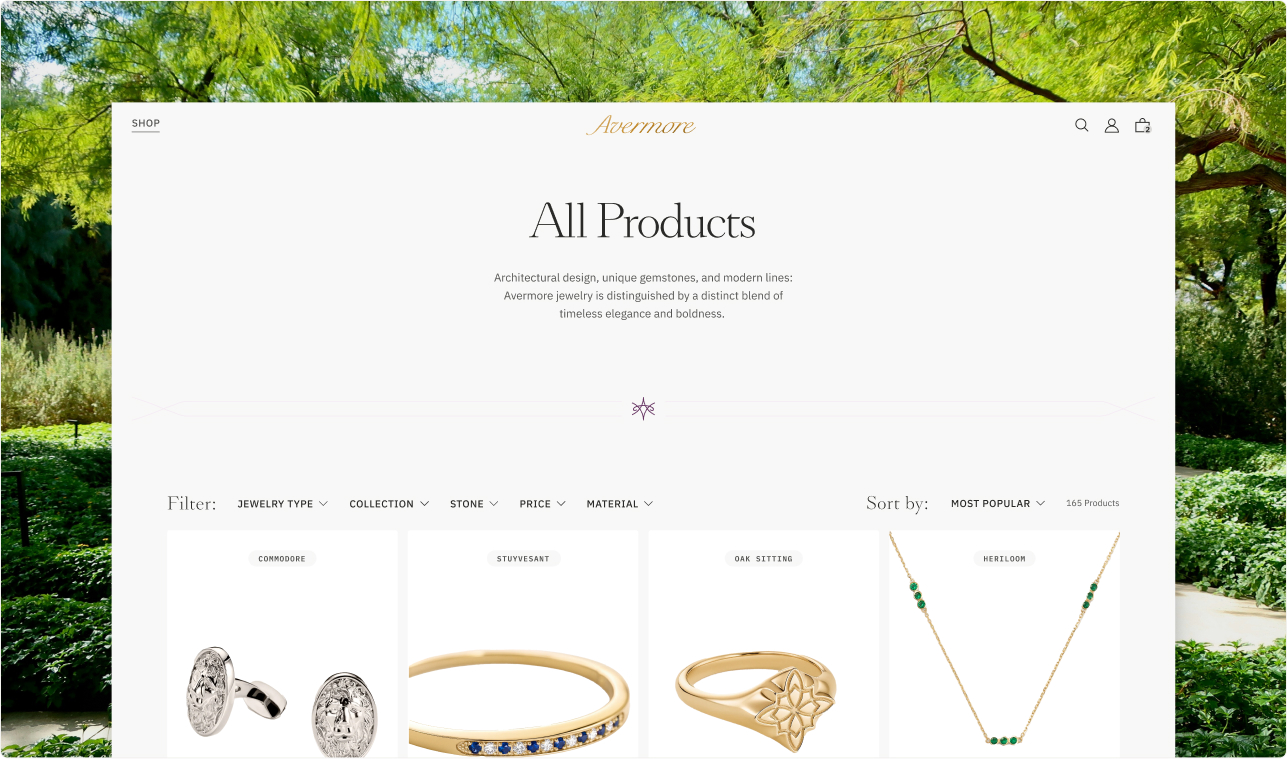 SHOP
Avermore
2
All Products
Architectural design, unique gemstones, and modern lines:
Avermore jewelry is distinguished by a distinct blend of
timeless elegance and boldness.
Filter: JEWELRY TYPE COLLECTION STONE PRICE MATERIAL Sort by: MOST POPULAR 165 Products
COMMODORE STUYVESANT OAK SITTING HERILOOM